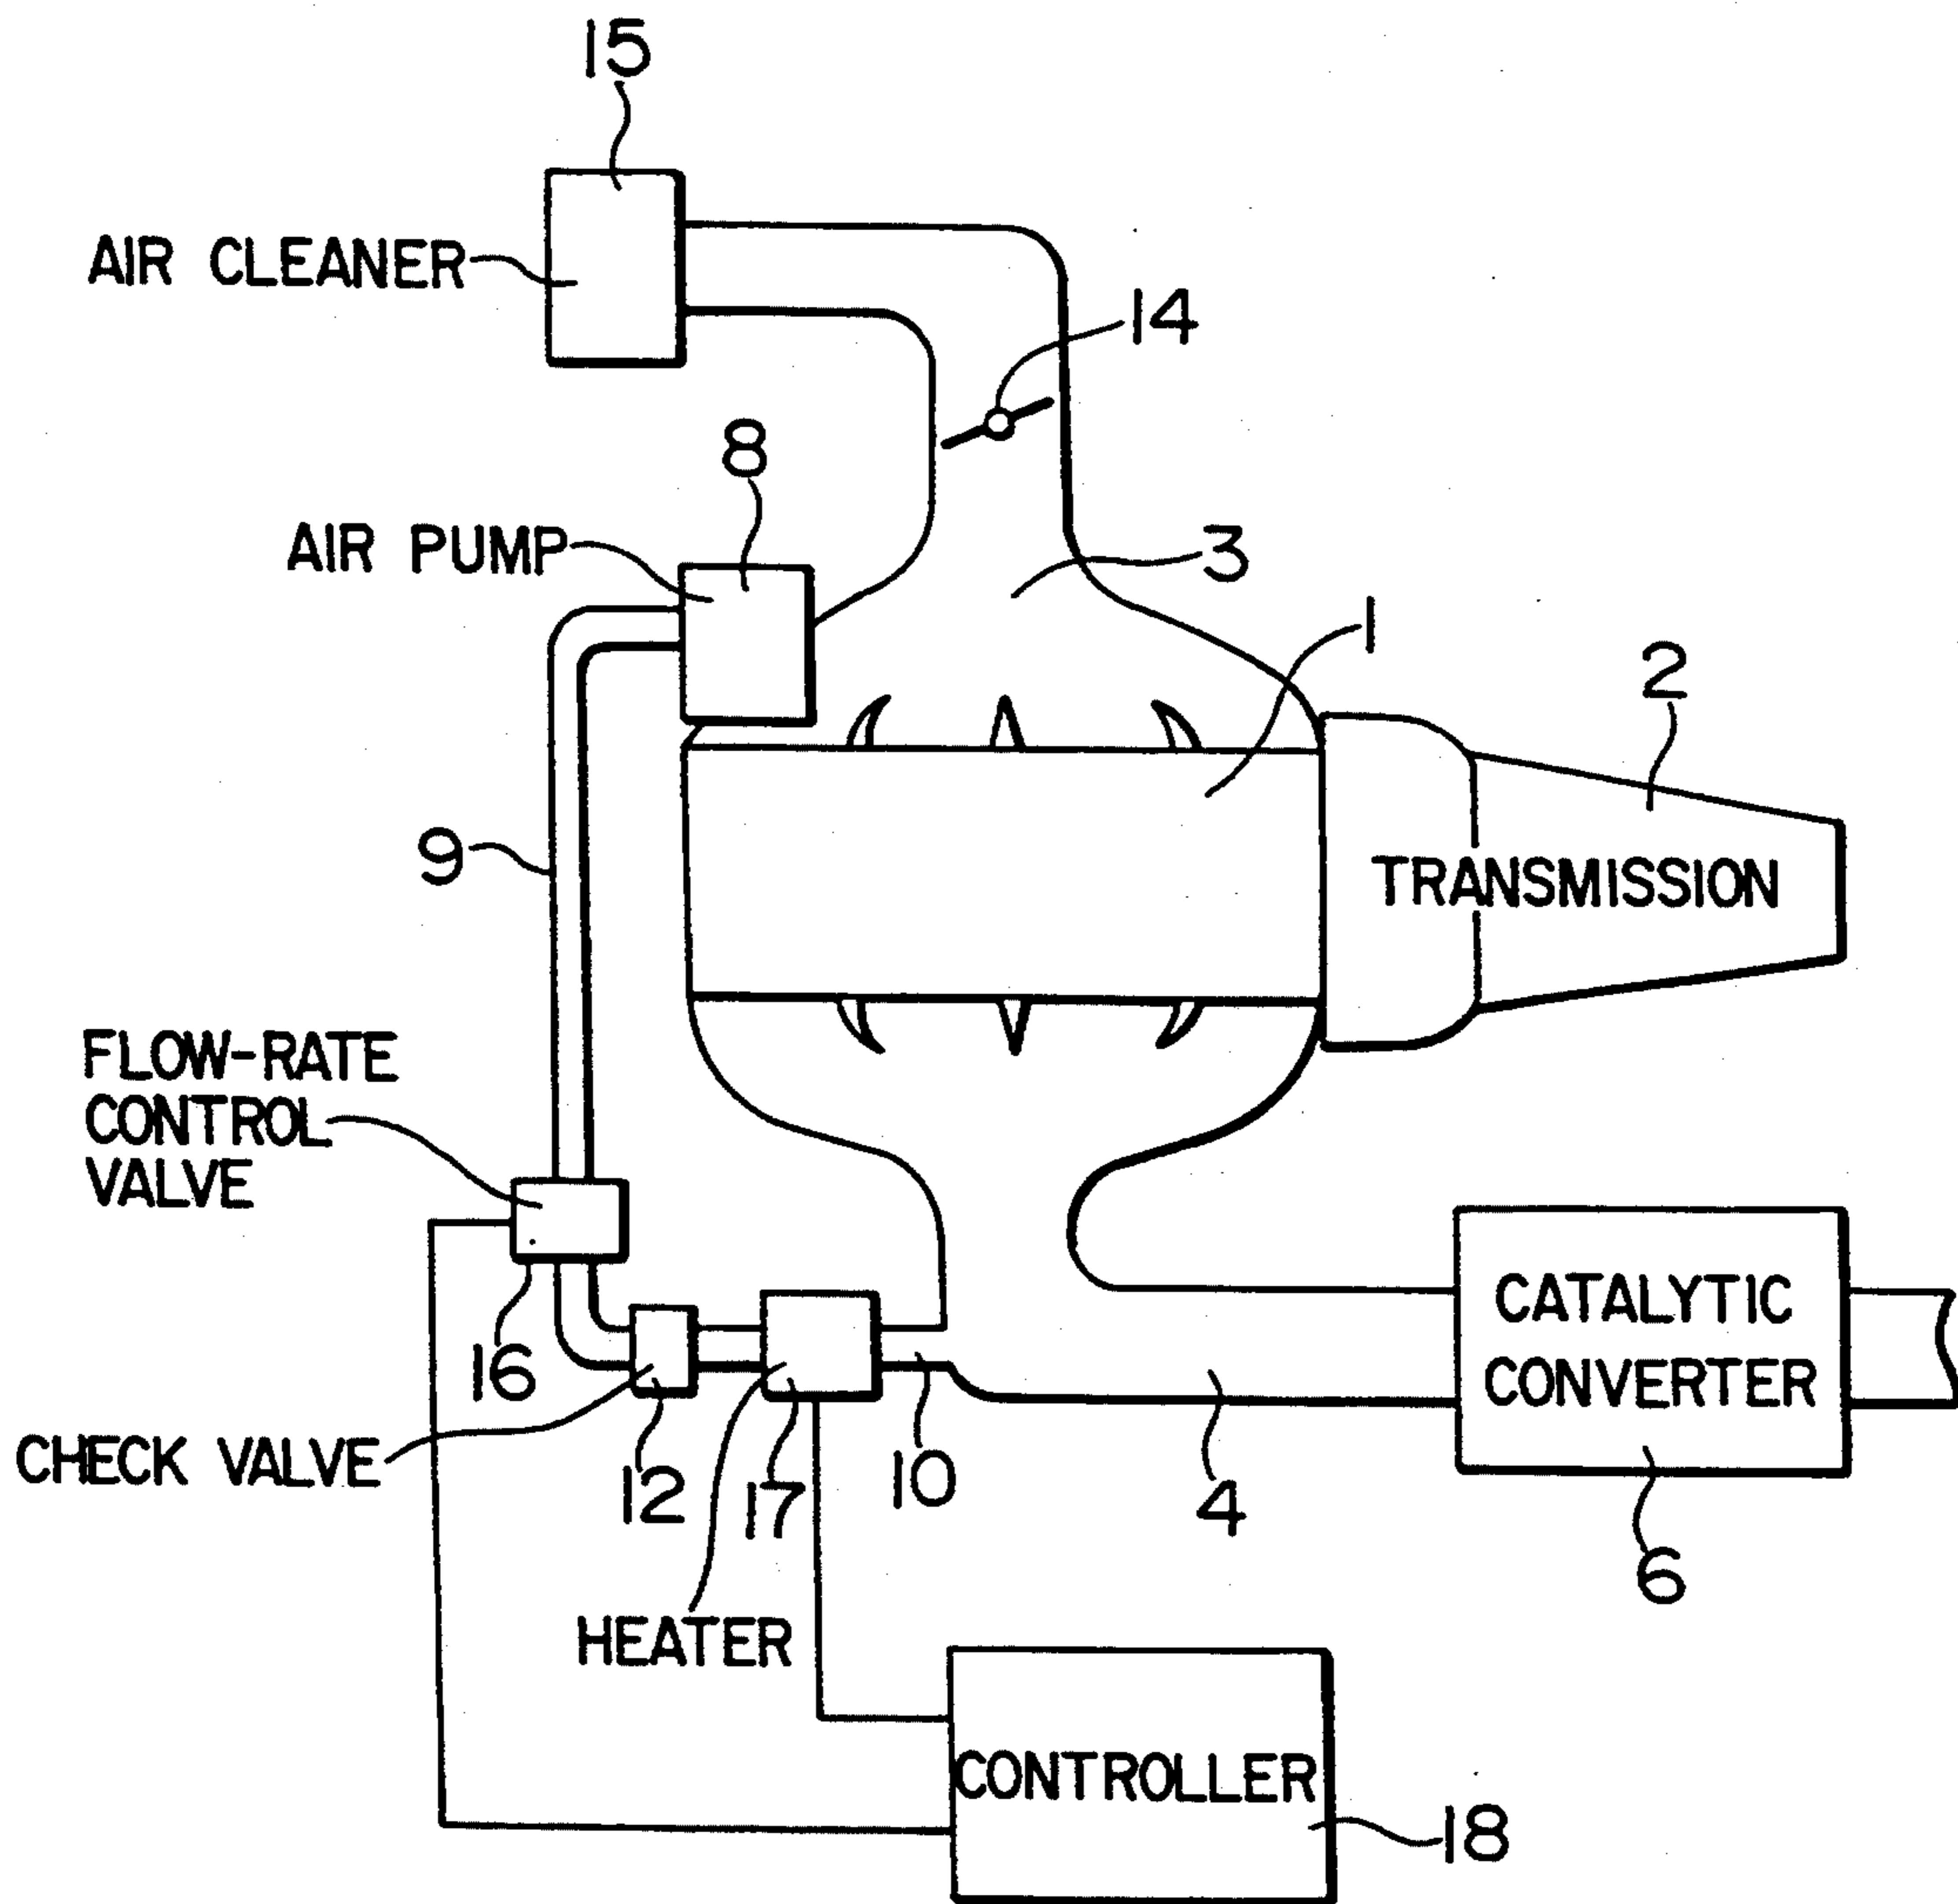 15
AIR CLEANER
14
8
AIR PUMP
3
1
2
9
TRANSMISSION
FLOW-RATE
CONTROL
VALVE
CATALYTIC
CONVERTER
16
CHECK VALVE
12
17
10
4
6
HEATER
CONTROLLER
18